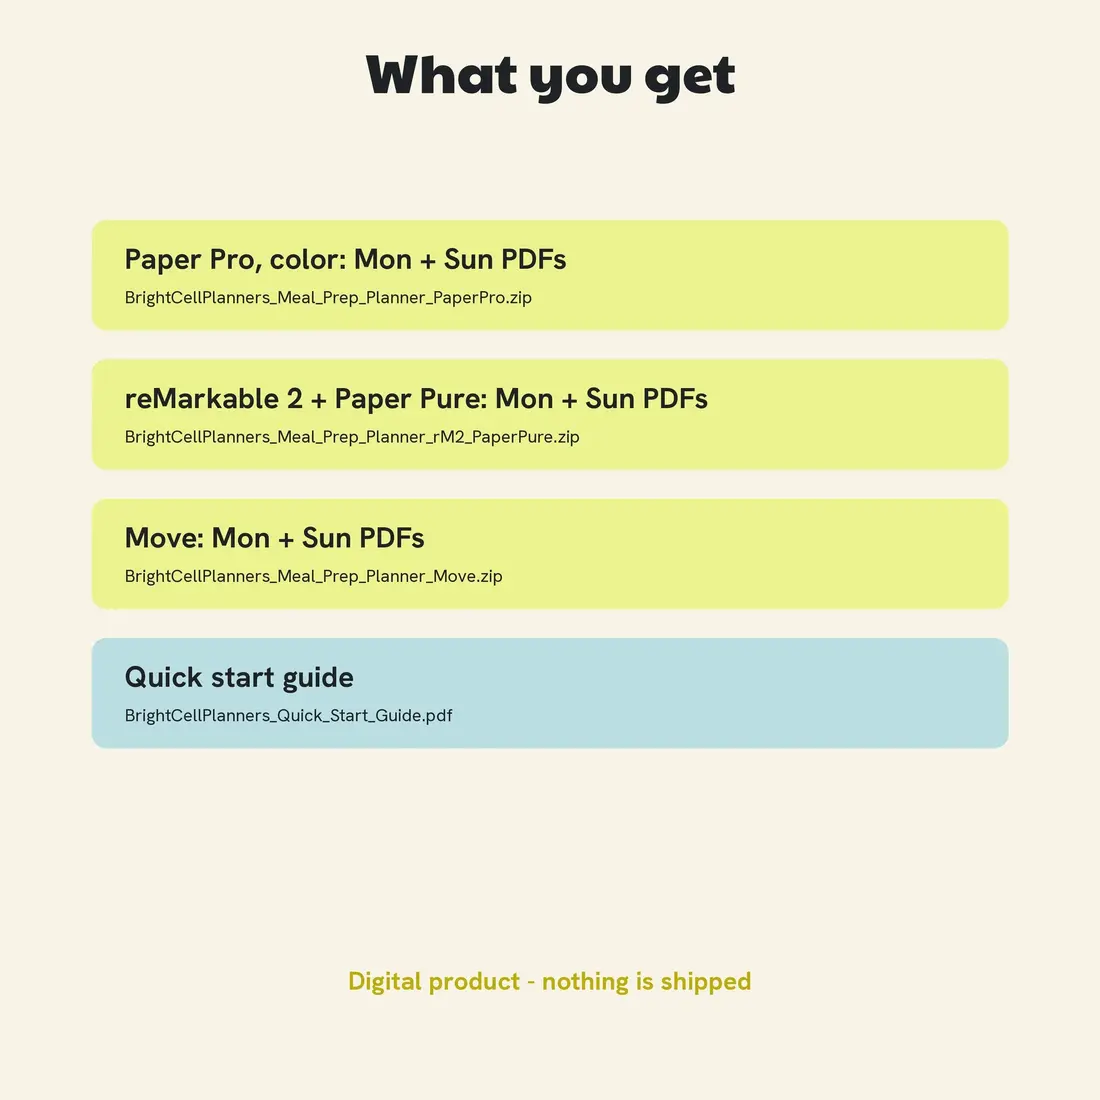 What you get
Paper Pro, color: Mon + Sun PDFs
BrightCellPlanners_Meal_Prep_Planner_PaperPro.zip
reMarkable 2 + Paper Pure: Mon + Sun PDFs
BrightCellPlanners_Meal_Prep_Planner_rM2_PaperPure.zip
Move: Mon + Sun PDFs
BrightCellPlanners_Meal_Prep_Planner_Move.zip
Quick start guide
BrightCellPlanners_Quick_Start_Guide.pdf
Digital product - nothing is shipped